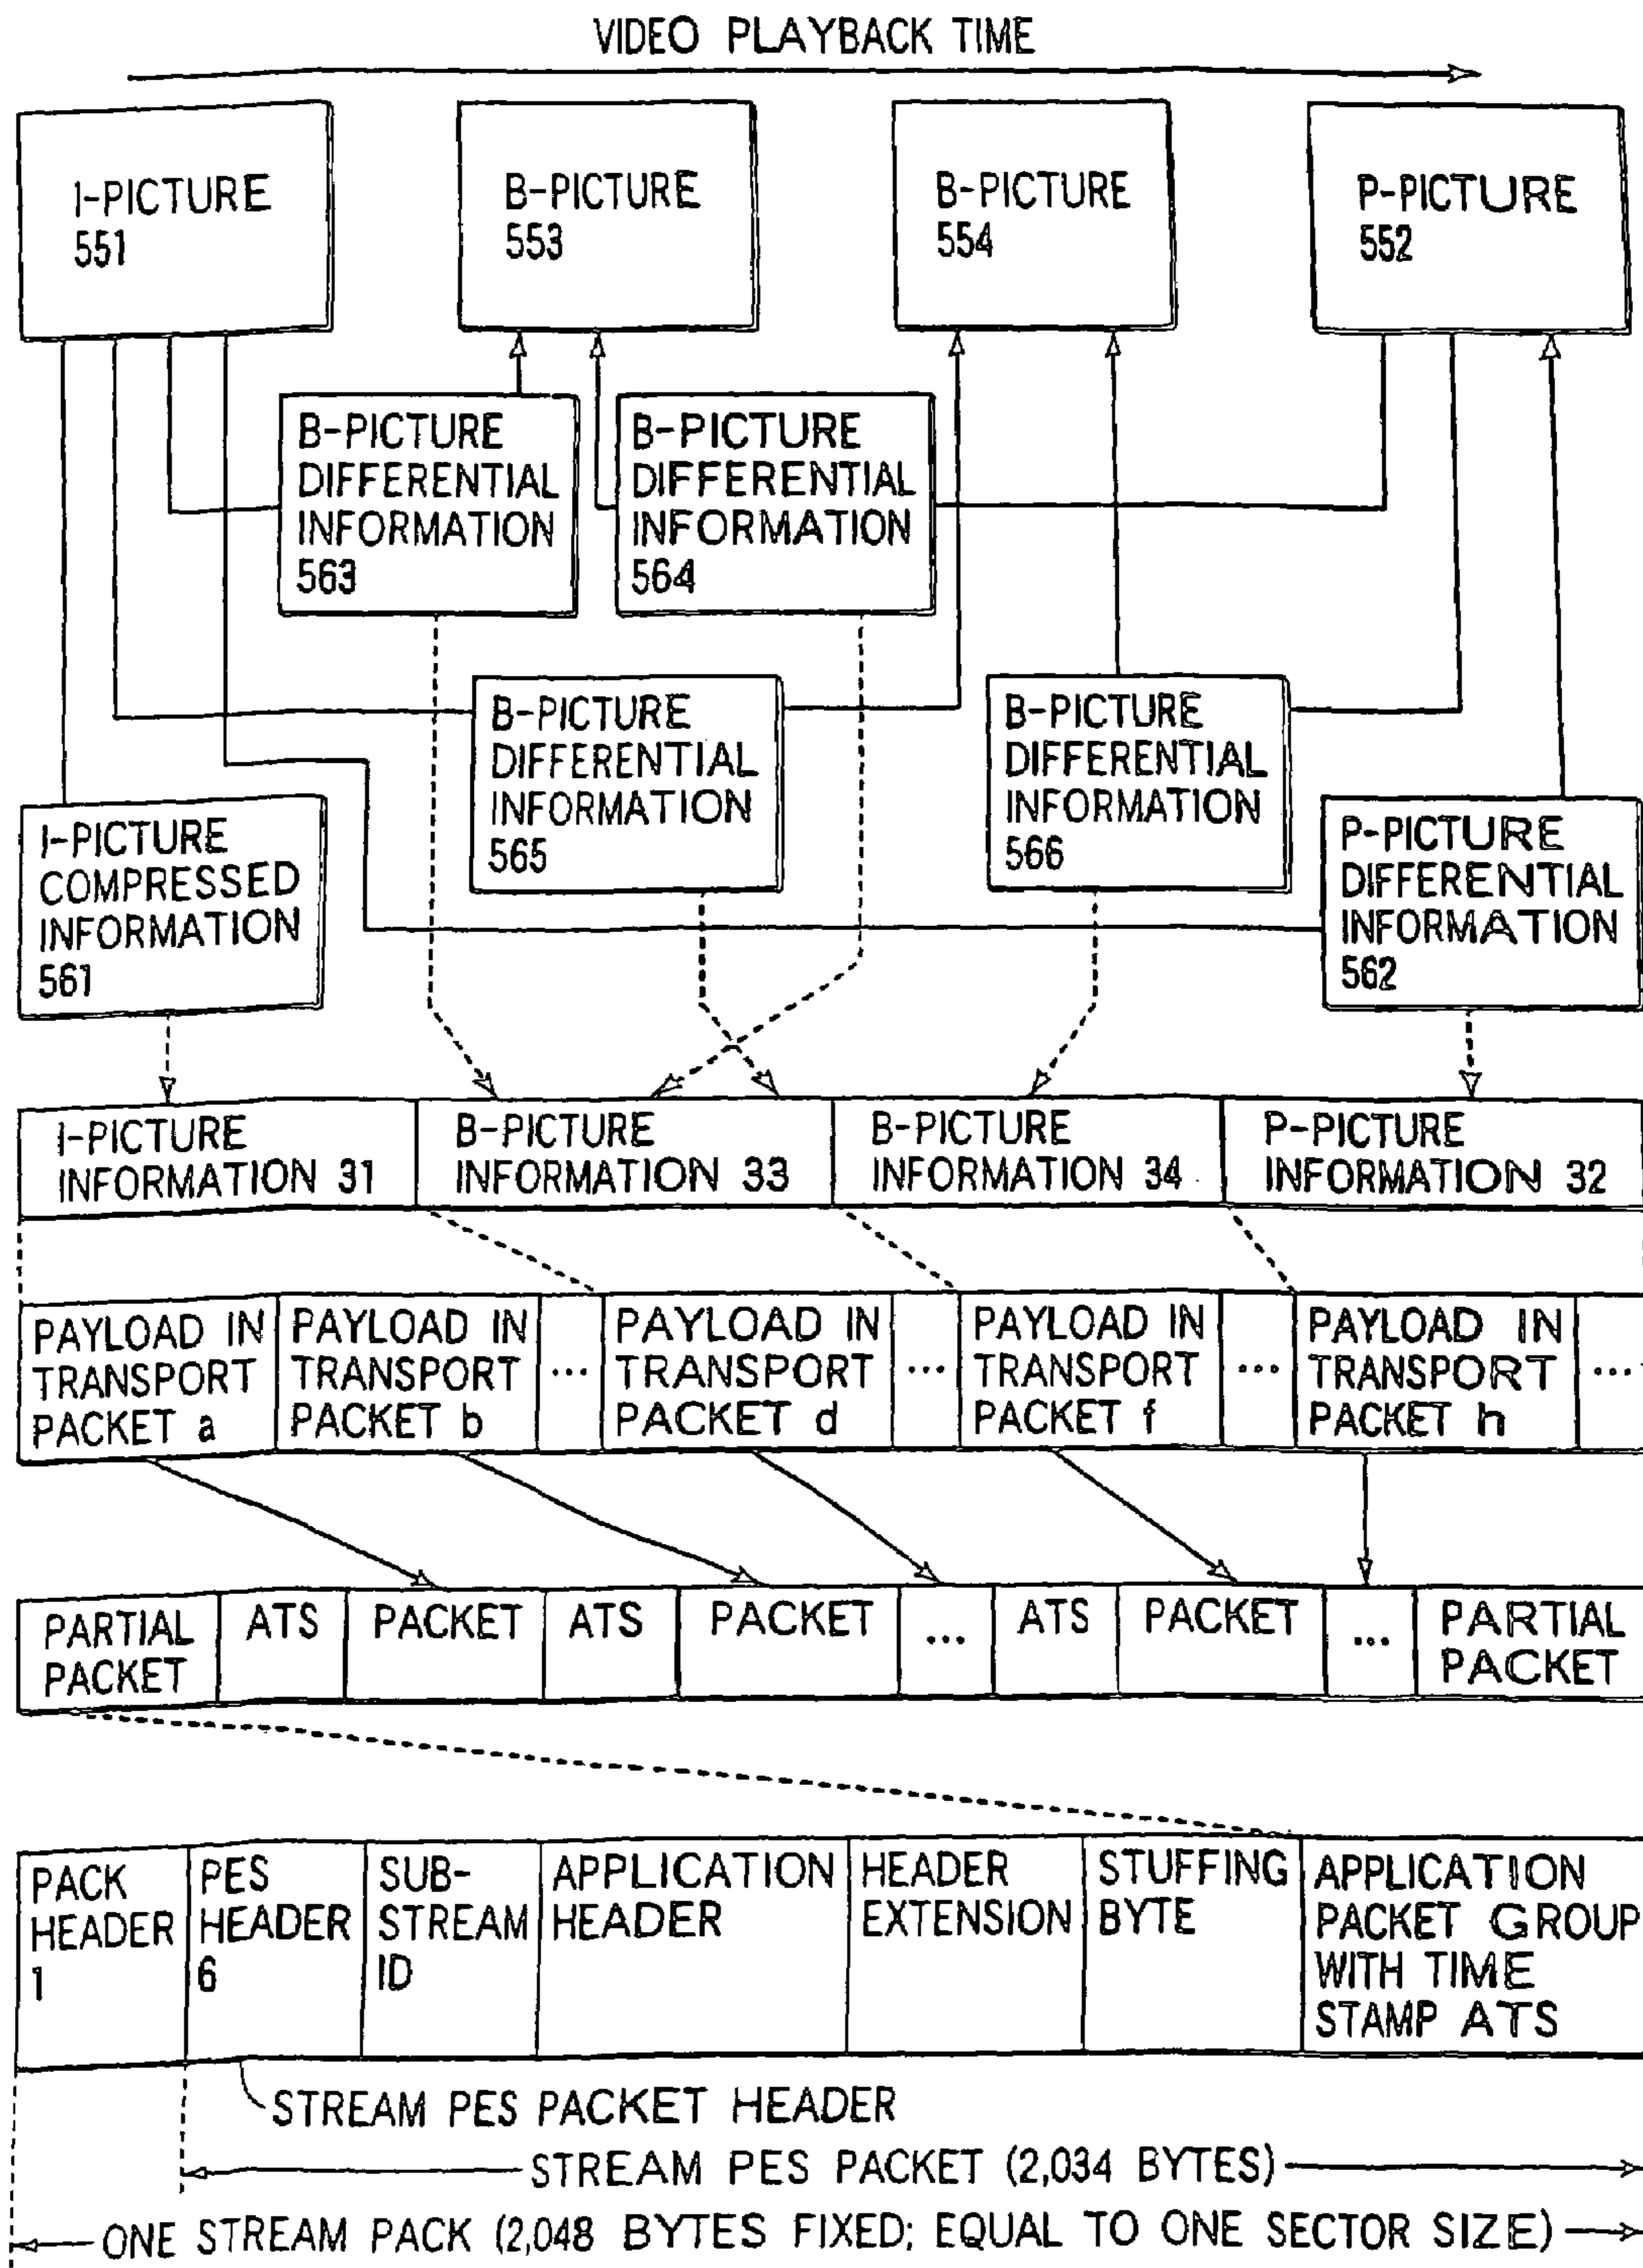 VIDEO PLAYBACK TIME
I-PICTURE
551
B-PICTURE
553
B-PICTURE
554
P-PICTURE
552
B-PICTURE
DIFFERENTIAL
INFORMATION
563
B-PICTURE
DIFFERENTIAL
INFORMATION
564
B-PICTURE
DIFFERENTIAL
INFORMATION
565
B-PICTURE
DIFFERENTIAL
INFORMATION
566
I-PICTURE
COMPRESSED
INFORMATION
561
P-PICTURE
DIFFERENTIAL
INFORMATION
562
I-PICTURE
INFORMATION 31
B-PICTURE
INFORMATION 33
B-PICTURE
INFORMATION 34
P-PICTURE
INFORMATION 32
PAYLOAD IN
TRANSPORT
PACKET a
PAYLOAD IN
TRANSPORT
PACKET b
...
PAYLOAD IN
TRANSPORT
PACKET d
...
PAYLOAD IN
TRANSPORT
PACKET f
...
PAYLOAD IN
TRANSPORT
PACKET h
...
PARTIAL
PACKET
ATS
PACKET
ATS
PACKET
...
ATS
PACKET
...
PARTIAL
PACKET
PACK
HEADER
1
PES
HEADER
6
SUB-
STREAM
ID
APPLICATION
HEADER
HEADER
EXTENSION
STUFFING
BYTE
APPLICATION
PACKET GROUP
WITH TIME
STAMP ATS
STREAM PES PACKET HEADER
STREAM PES PACKET (2,034 BYTES)
ONE STREAM PACK (2,048 BYTES FIXED; EQUAL TO ONE SECTOR SIZE)